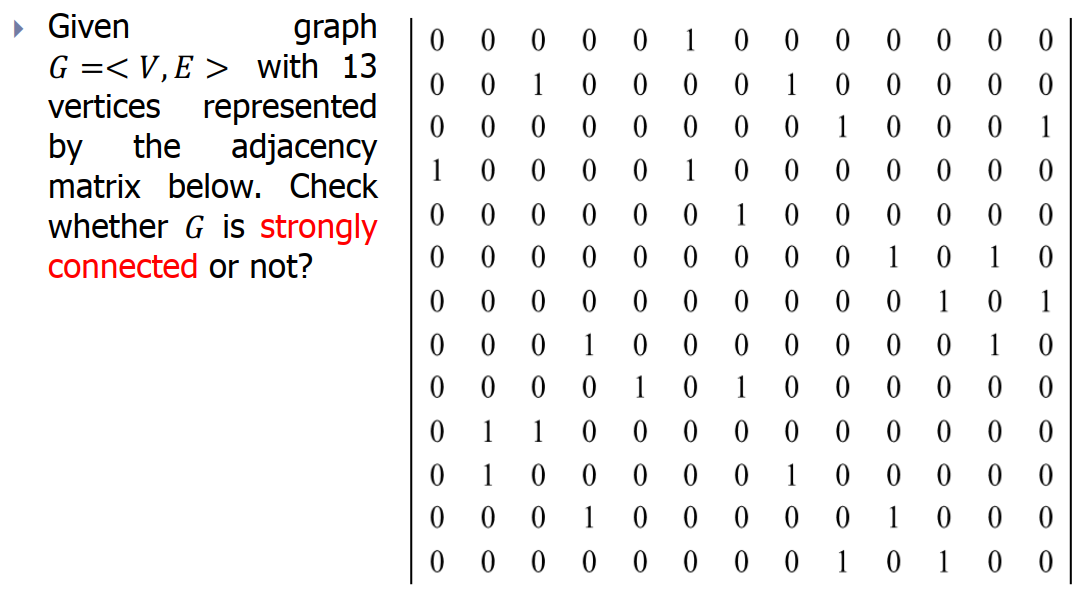 Given graph
G =< V, E > with 13
vertices represented
by the adjacency
matrix below. Check
whether G is strongly
connected or not?
0 0 0 0 0 1 0 0 0 0 0 0 0
0 0 1 0 0 0 0 1 0 0 0 0 0
0 0 0 0 0 0 0 0 1 0 0 0 1
1 0 0 0 0 1 0 0 0 0 0 0 0
0 0 0 0 0 0 1 0 0 0 0 0 0
0 0 0 0 0 0 0 0 0 1 0 1 0
0 0 0 0 0 0 0 0 0 0 1 0 1
0 0 0 1 0 0 0 0 0 0 0 1 0
0 0 0 0 1 0 1 0 0 0 0 0 0
0 1 1 0 0 0 0 0 0 0 0 0 0
0 1 0 0 0 0 0 1 0 0 0 0 0
0 0 0 1 0 0 0 0 0 1 0 0 0
0 0 0 0 0 0 0 0 1 0 1 0 0